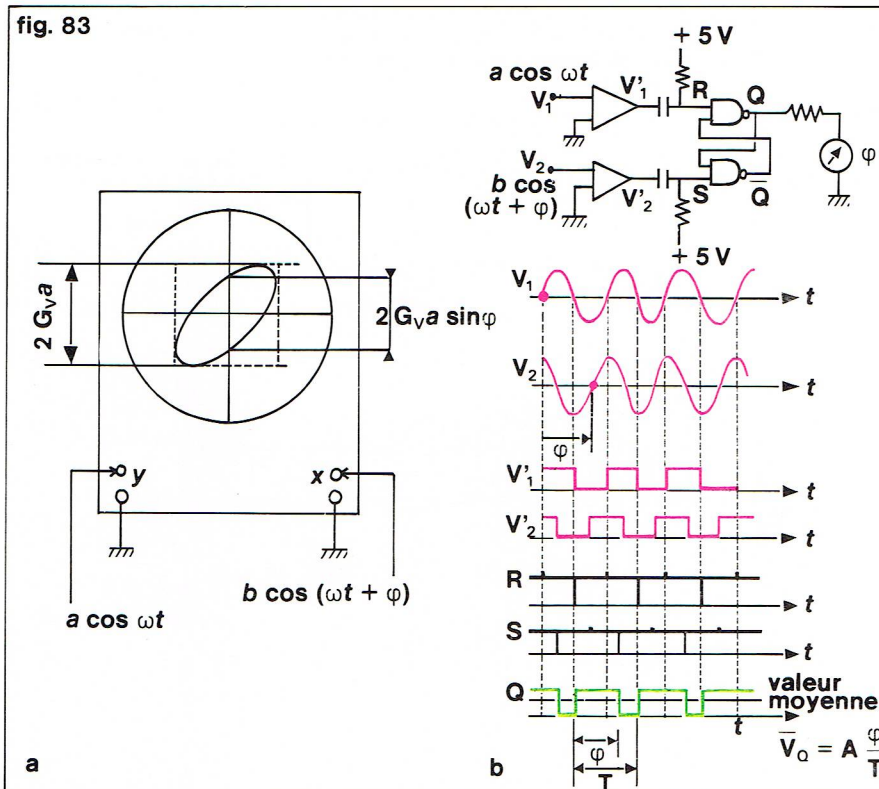 fig. 83
2 Gᵥa
2 Gᵥa sinφ
y
x
a cos ωt
b cos (ωt + φ)
a
+ 5 V
a cos ωt
V₁
V'₁
R
Q
V₂
b cos
(ωt + φ)
V'₂
S
Q̅
φ
+ 5 V
V₁
t
V₂
t
φ
V'₁
t
V'₂
t
R
t
S
t
Q
valeur
moyenne
t
φ
T
V̅_Q = A φ/T
b